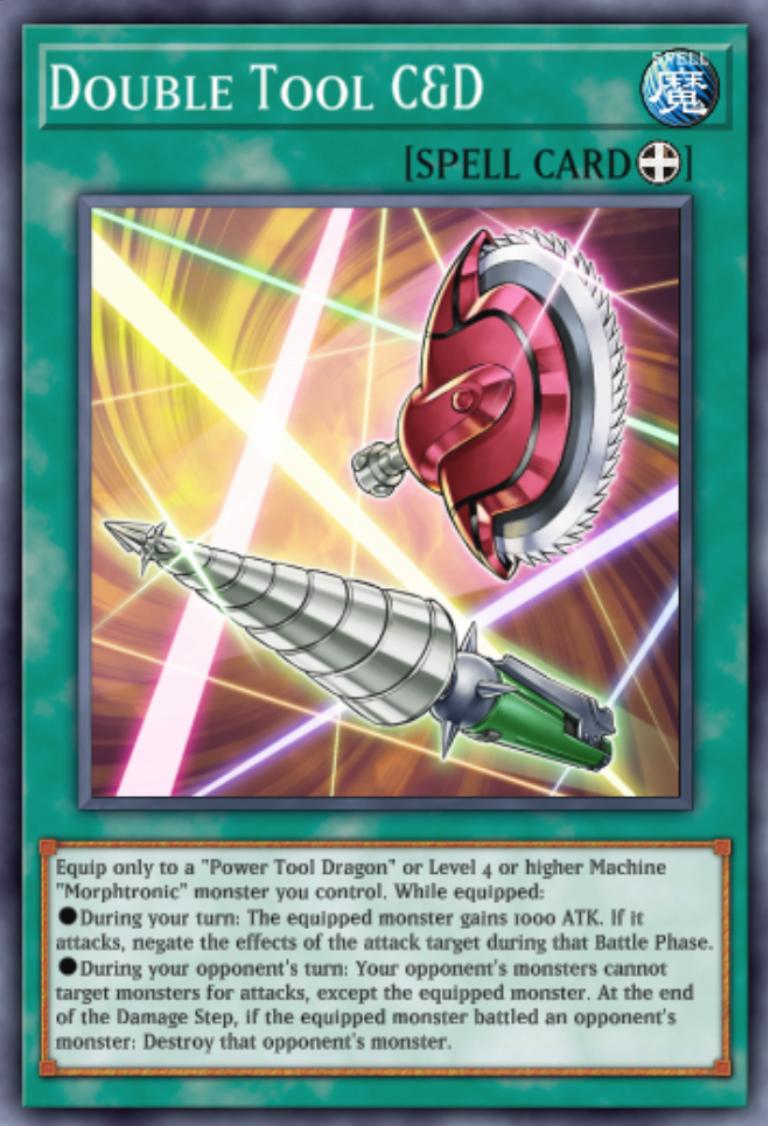 DOUBLE TOOL C&D
SPELL
魔
[SPELL CARD]
Equip only to a "Power Tool Dragon" or Level 4 or higher Machine
"Morphtronic" monster you control. While equipped:
●During your turn: The equipped monster gains 1000 ATK. If it
attacks, negate the effects of the attack target during that Battle Phase.
●During your opponent's turn: Your opponent's monsters cannot
target monsters for attacks, except the equipped monster. At the end
of the Damage Step, if the equipped monster battled an opponent's
monster: Destroy that opponent's monster.